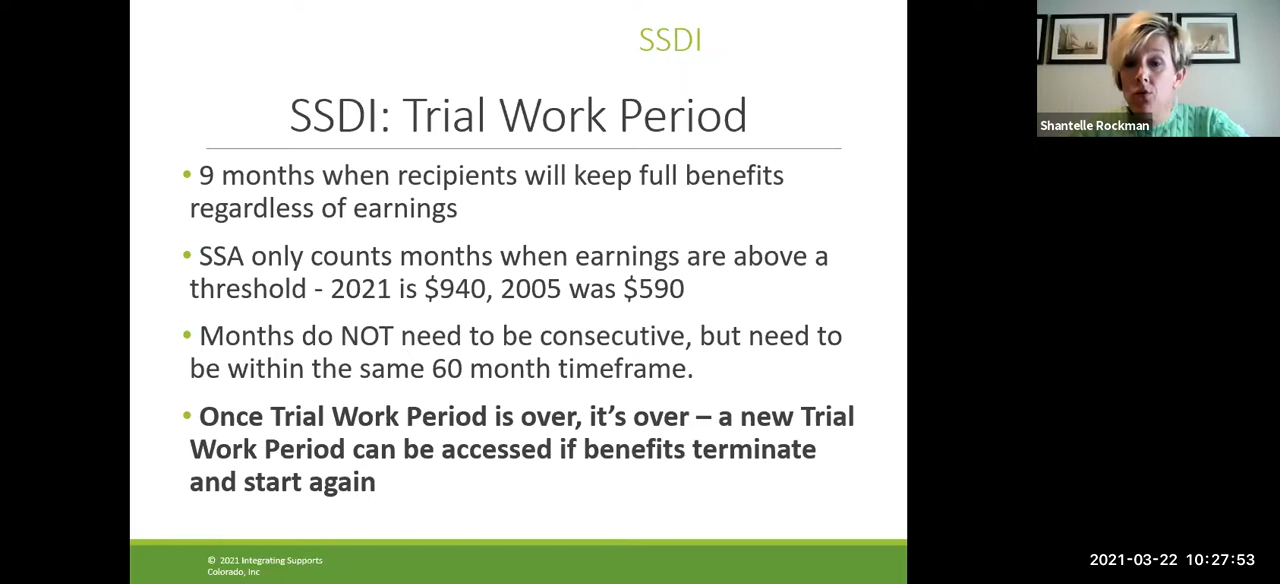 SSDI
SSDI: Trial Work Period
• 9 months when recipients will keep full benefits
regardless of earnings
• SSA only counts months when earnings are above a
threshold - 2021 is $940, 2005 was $590
• Months do NOT need to be consecutive, but need to
be within the same 60 month timeframe.
• Once Trial Work Period is over, it’s over – a new Trial
Work Period can be accessed if benefits terminate
and start again
© 2021 Integrating Supports
Colorado, Inc
Shantelle Rockman
2021-03-22 10:27:53